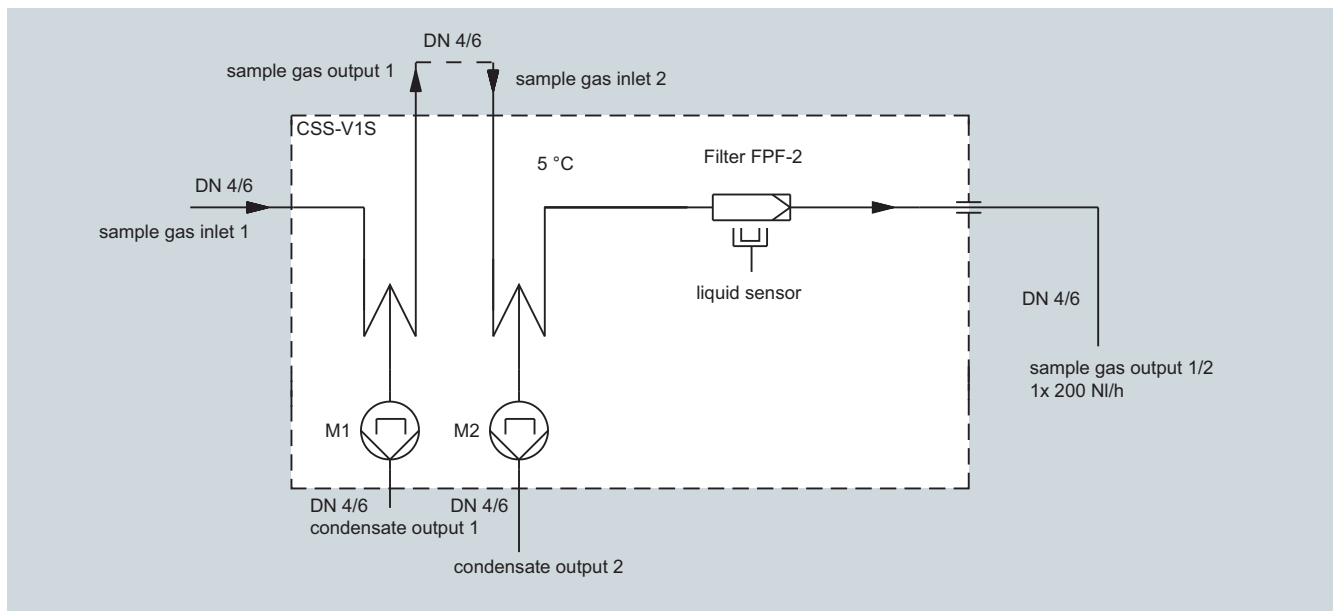 DN 4/6
sample gas output 1
sample gas inlet 2
CSS-V1S
5 °C
Filter FPF-2
DN 4/6
sample gas inlet 1
liquid sensor
DN 4/6
sample gas output 1/2
1x 200 Nl/h
M1
M2
DN 4/6
condensate output 1
DN 4/6
condensate output 2